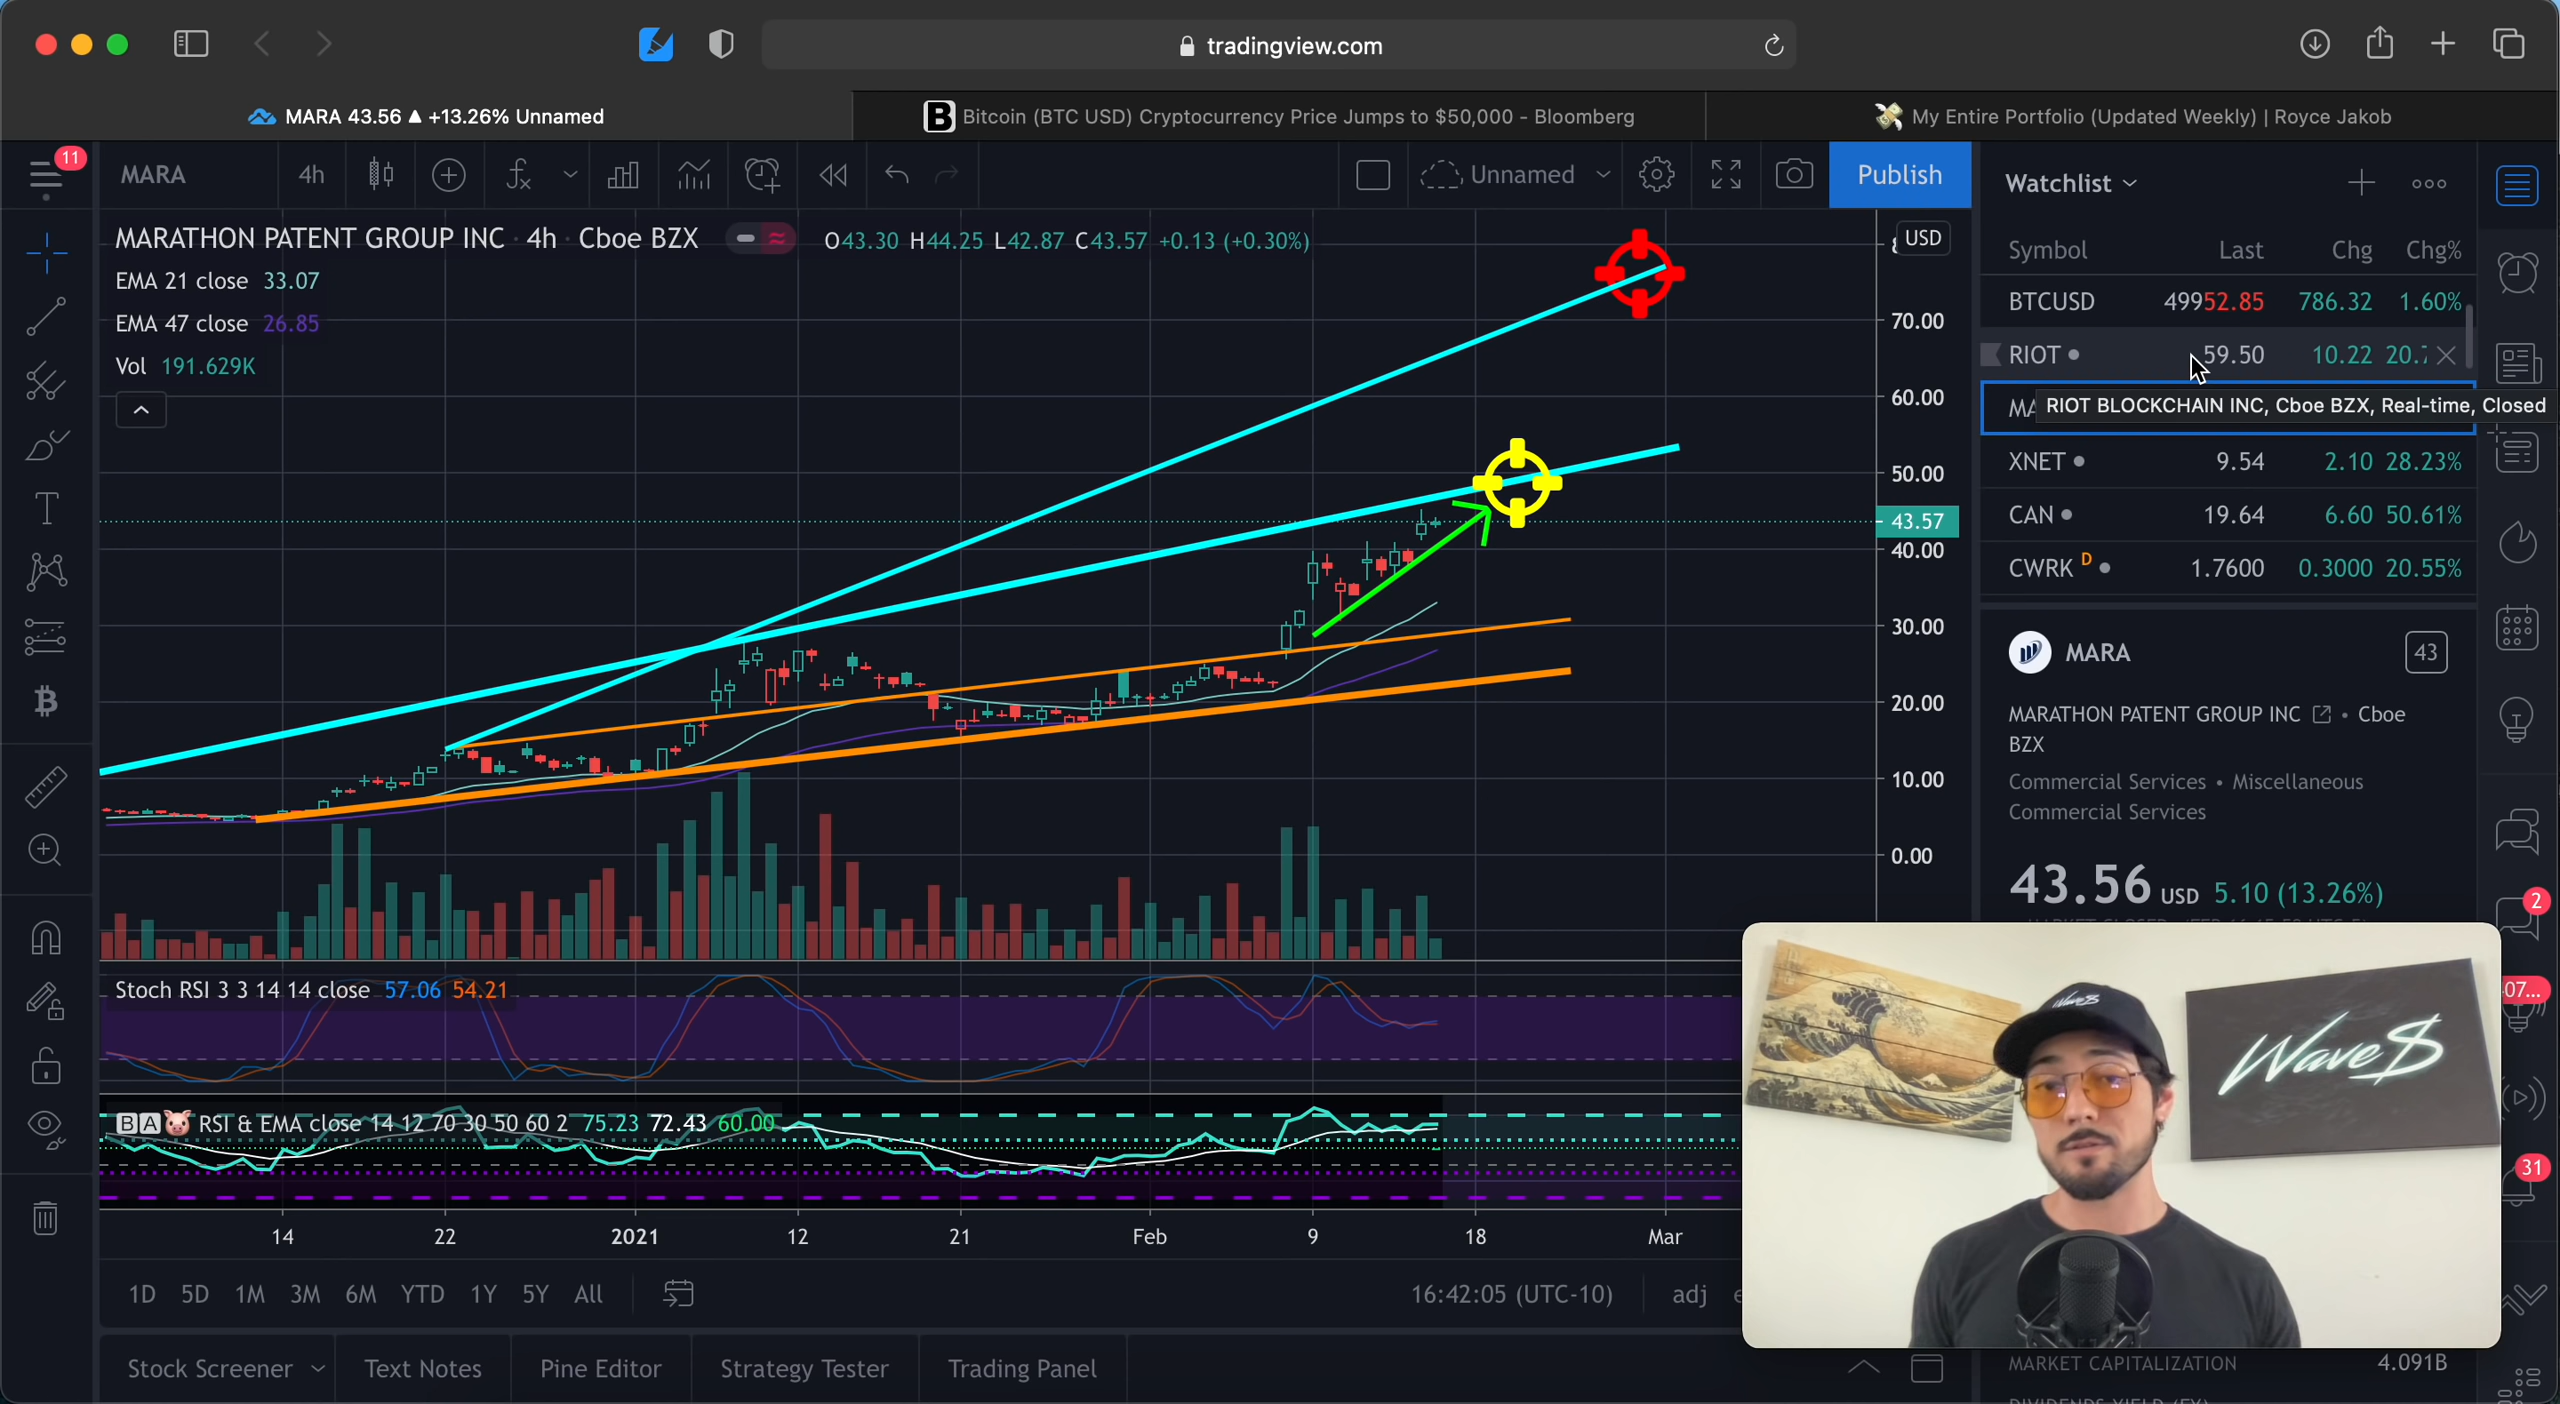 tradingview.com
MARA 43.56 ▲ +13.26% Unnamed
Bitcoin (BTC USD) Cryptocurrency Price Jumps to $50,000 - Bloomberg
My Entire Portfolio (Updated Weekly) | Royce Jakob
11
MARA
4h
Unnamed
Publish
Watchlist
MARATHON PATENT GROUP INC · 4h · Cboe BZX
O43.30 H44.25 L42.87 C43.57 +0.13 (+0.30%)
USD
EMA 21 close 33.07
EMA 47 close 26.85
Vol 191.629K
Symbol Last Chg Chg%
BTCUSD 49952.85 786.32 1.60%
RIOT 59.50 10.22
RIOT BLOCKCHAIN INC, Cboe BZX, Real-time, Closed
XNET 9.54 2.10 28.23%
CAN 19.64 6.60 50.61%
CWRK D 1.7600 0.3000 20.55%
70.00
60.00
50.00
43.57
40.00
30.00
20.00
10.00
0.00
MARA
43
MARATHON PATENT GROUP INC • Cboe
BZX
Commercial Services • Miscellaneous
Commercial Services
43.56 USD 5.10 (13.26%)
2
31
Stoch RSI 3 3 14 14 close 57.06 54.21
BA RSI & EMA close 14 12 70 30 50 60 2 75.23 72.43 60.00
Wave$
Wave$
14 22 2021 12 21 Feb 9 18 Mar
1D 5D 1M 3M 6M YTD 1Y 5Y All
16:42:05 (UTC-10)
adj
Stock Screener
Text Notes
Pine Editor
Strategy Tester
Trading Panel
MARKET CAPITALIZATION 4.091B